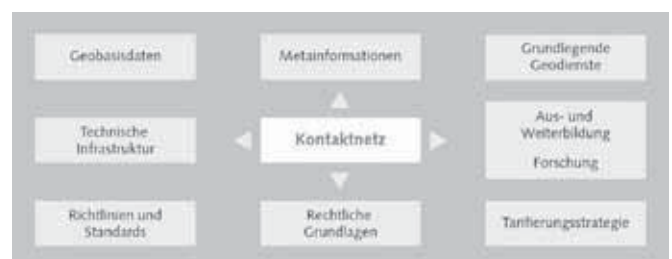 Geobasisdaten
Metainformationen
Grundlegende
Geodienste
Technische
Infrastruktur
Kontaktnetz
Aus- und
Weiterbildung
Forschung
Richtlinien und
Standards
Rechtliche
Grundlagen
Tarifierungsstrategie